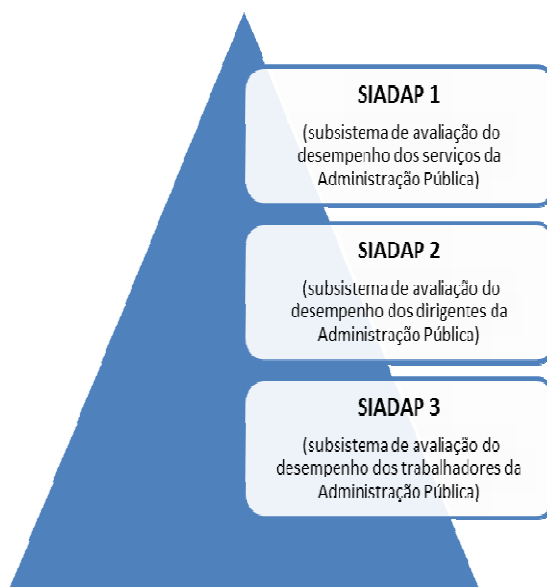 SIADAP 1
(subsistema de avaliação do
desempenho dos serviços da
Administração Pública)
SIADAP 2
(subsistema de avaliação do
desempenho dos dirigentes da
Administração Pública)
SIADAP 3
(subsistema de avaliação do
desempenho dos trabalhadores da
Administração Pública)